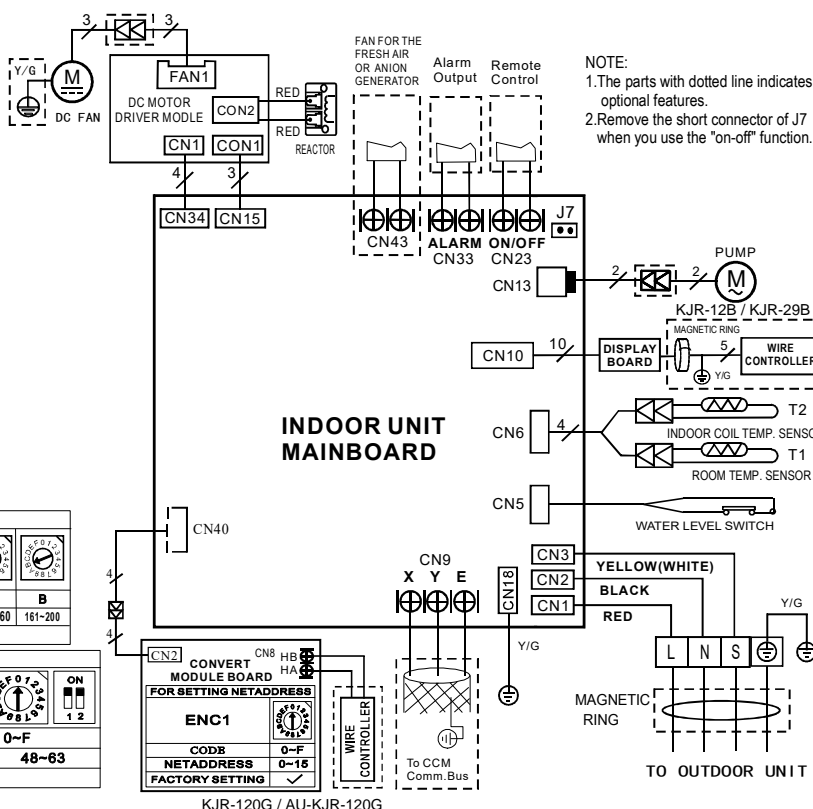 3
3
Y/G
M
DC FAN
FAN1
DC MOTOR
DRIVER MODLE
CON2
RED
RED
REACTOR
CN1
CON1
4
3
CN34
CN15
FAN FOR THE
FRESH AIR
OR ANION
GENERATOR
Alarm
Output
Remote
Control
NOTE:
1.The parts with dotted line indicates
optional features.
2.Remove the short connector of J7
when you use the "on-off" function.
CN43
ALARM
CN33
ON/OFF
CN23
J7
CN13
2
2
PUMP
M
KJR-12B / KJR-29B
MAGNETIC RING
CN10
10
DISPLAY
BOARD
5
Y/G
WIRE
CONTROLLER
INDOOR UNIT
MAINBOARD
CN6
4
T2
INDOOR COIL TEMP. SENSO
T1
ROOM TEMP. SENSOR
CN5
WATER LEVEL SWITCH
CN40
CN9
X Y E
CN18
Y/G
CN3
YELLOW(WHITE)
CN2
BLACK
CN1
RED
Y/G
L N S
MAGNETIC
RING
TO OUTDOOR UNIT
4
4
B
60
161~200
ON
1 2
0~F
48~63
CN2
CONVERT
MODULE BOARD
CN8
HB
HA
FOR SETTING NETADDRESS
ENC1
CODE
0~F
NETADDRESS
0~15
FACTORY SETTING
WIRE
CONTROLLER
To CCM
Comm.Bus
KJR-120G / AU-KJR-120G